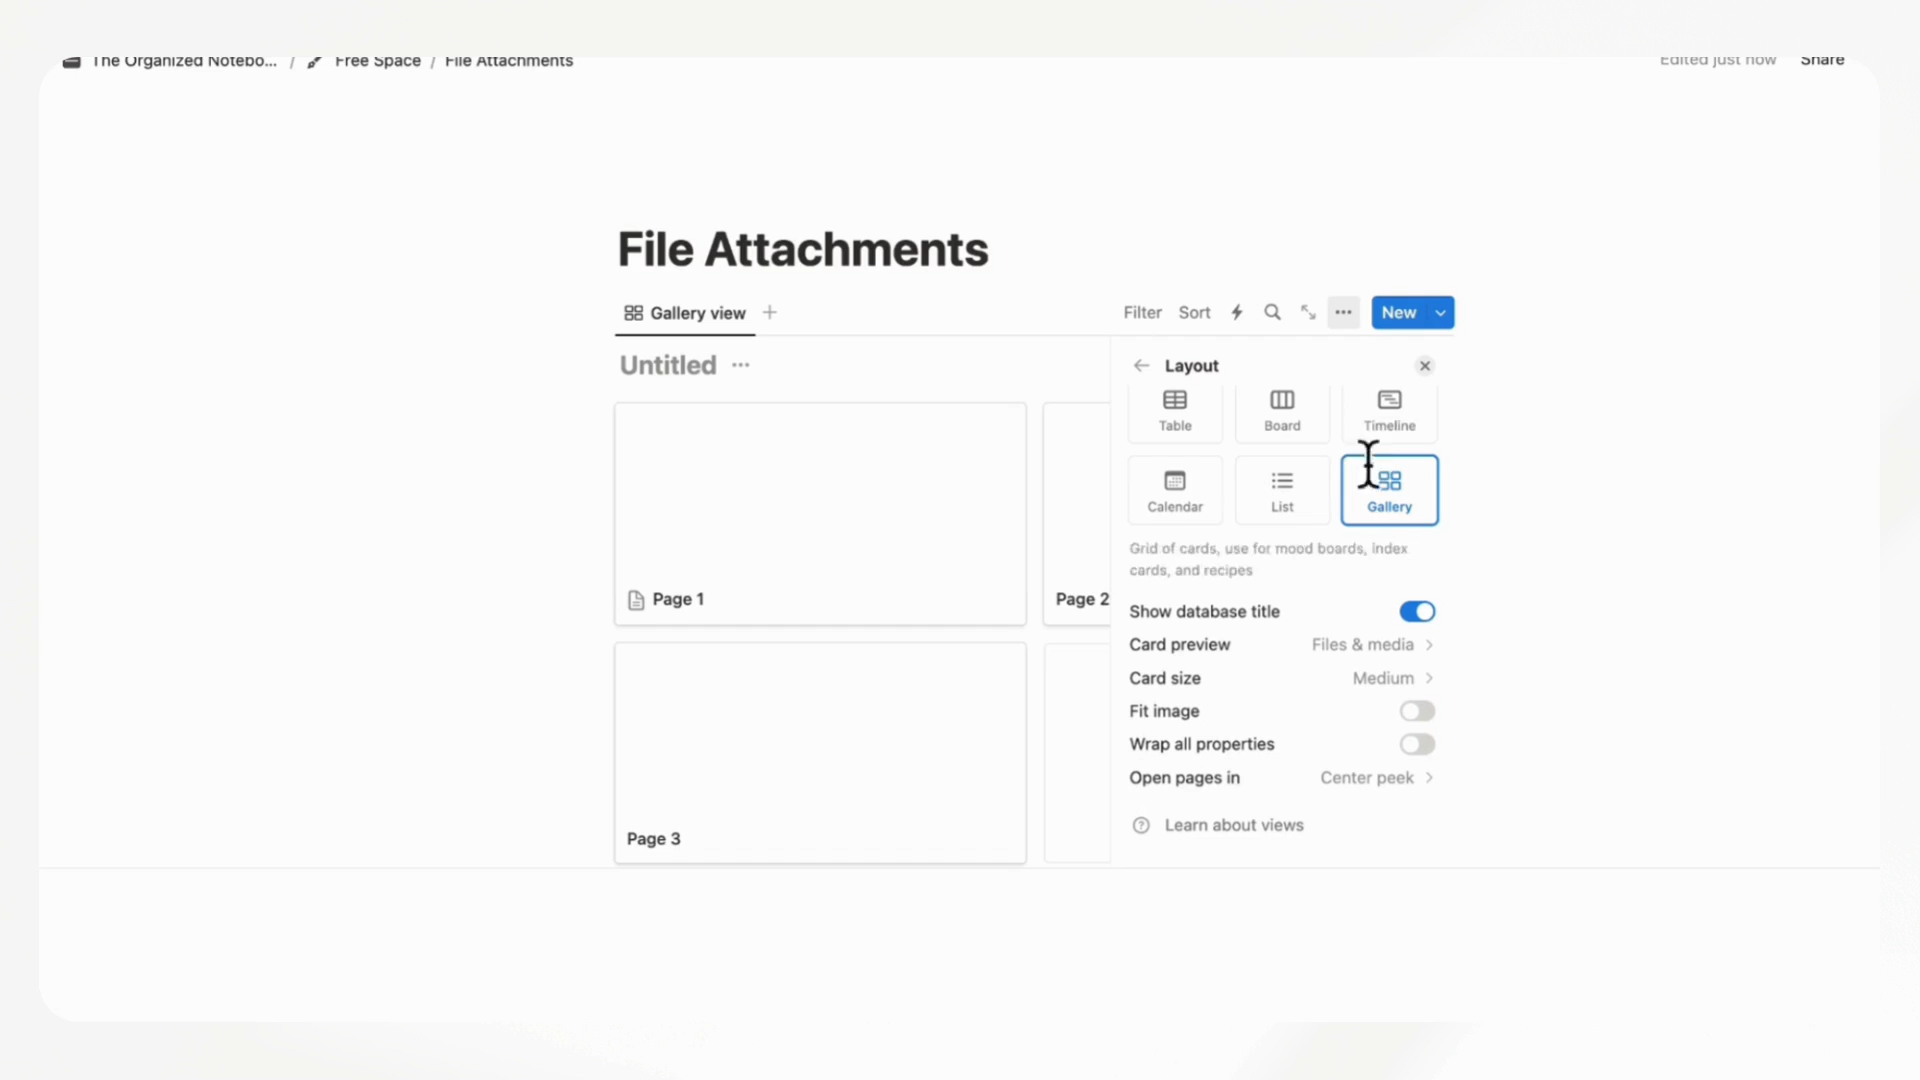 The Organized Notebo... / Free Space / File Attachments
Edited just now Share
File Attachments
Gallery view
Filter Sort New
Untitled
Layout
Table Board Timeline
Calendar List Gallery
Grid of cards, use for mood boards, index
cards, and recipes
Page 1
Page 2
Show database title
Card preview Files & media
Card size Medium
Fit image
Wrap all properties
Open pages in Center peek
Learn about views
Page 3